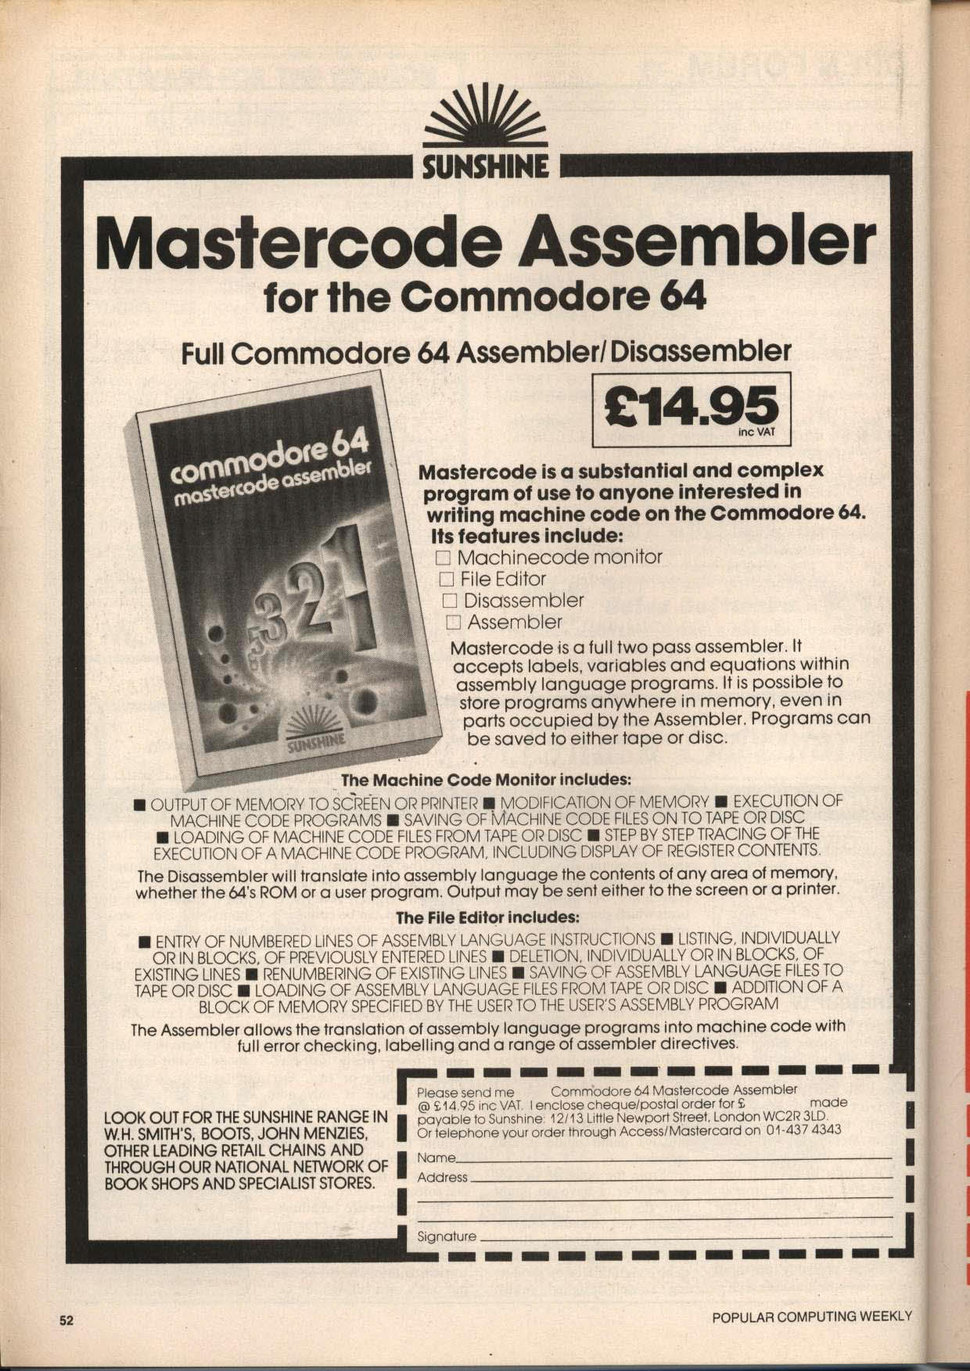 SUNSHINE
Mastercode Assembler
for the Commodore 64
Full Commodore 64 Assembler/Disassembler
£14.95
inc VAT
commodore 64
mastercode assembler
1
2
3
SUNSHINE
Mastercode is a substantial and complex
program of use to anyone interested in
writing machine code on the Commodore 64.
Its features include:
□ Machinecode monitor
□ File Editor
□ Disassembler
□ Assembler
Mastercode is a full two pass assembler. It
accepts labels, variables and equations within
assembly language programs. It is possible to
store programs anywhere in memory, even in
parts occupied by the Assembler. Programs can
be saved to either tape or disc.
The Machine Code Monitor includes:
■ OUTPUT OF MEMORY TO SCREEN OR PRINTER ■ MODIFICATION OF MEMORY ■ EXECUTION OF
MACHINE CODE PROGRAMS ■ SAVING OF MACHINE CODE FILES ON TO TAPE OR DISC
■ LOADING OF MACHINE CODE FILES FROM TAPE OR DISC ■ STEP BY STEP TRACING OF THE
EXECUTION OF A MACHINE CODE PROGRAM, INCLUDING DISPLAY OF REGISTER CONTENTS.
The Disassembler will translate into assembly language the contents of any area of memory,
whether the 64's ROM or a user program. Output may be sent either to the screen or a printer.
The File Editor includes:
■ ENTRY OF NUMBERED LINES OF ASSEMBLY LANGUAGE INSTRUCTIONS ■ LISTING, INDIVIDUALLY
OR IN BLOCKS, OF PREVIOUSLY ENTERED LINES ■ DELETION, INDIVIDUALLY OR IN BLOCKS, OF
EXISTING LINES ■ RENUMBERING OF EXISTING LINES ■ SAVING OF ASSEMBLY LANGUAGE FILES TO
TAPE OR DISC ■ LOADING OF ASSEMBLY LANGUAGE FILES FROM TAPE OR DISC ■ ADDITION OF A
BLOCK OF MEMORY SPECIFIED BY THE USER TO THE USER'S ASSEMBLY PROGRAM
The Assembler allows the translation of assembly language programs into machine code with
full error checking, labelling and a range of assembler directives.
LOOK OUT FOR THE SUNSHINE RANGE IN
W.H. SMITH'S, BOOTS, JOHN MENZIES,
OTHER LEADING RETAIL CHAINS AND
THROUGH OUR NATIONAL NETWORK OF
BOOK SHOPS AND SPECIALIST STORES.
Please send me Commodore 64 Mastercode Assembler
@ £14.95 inc VAT. I enclose cheque/postal order for £ made
payable to Sunshine: 12/13 Little Newport Street, London WC2R 3LD.
Or telephone your order through Access/Mastercard on 01-437 4343
Name
Address
Signature
52
POPULAR COMPUTING WEEKLY